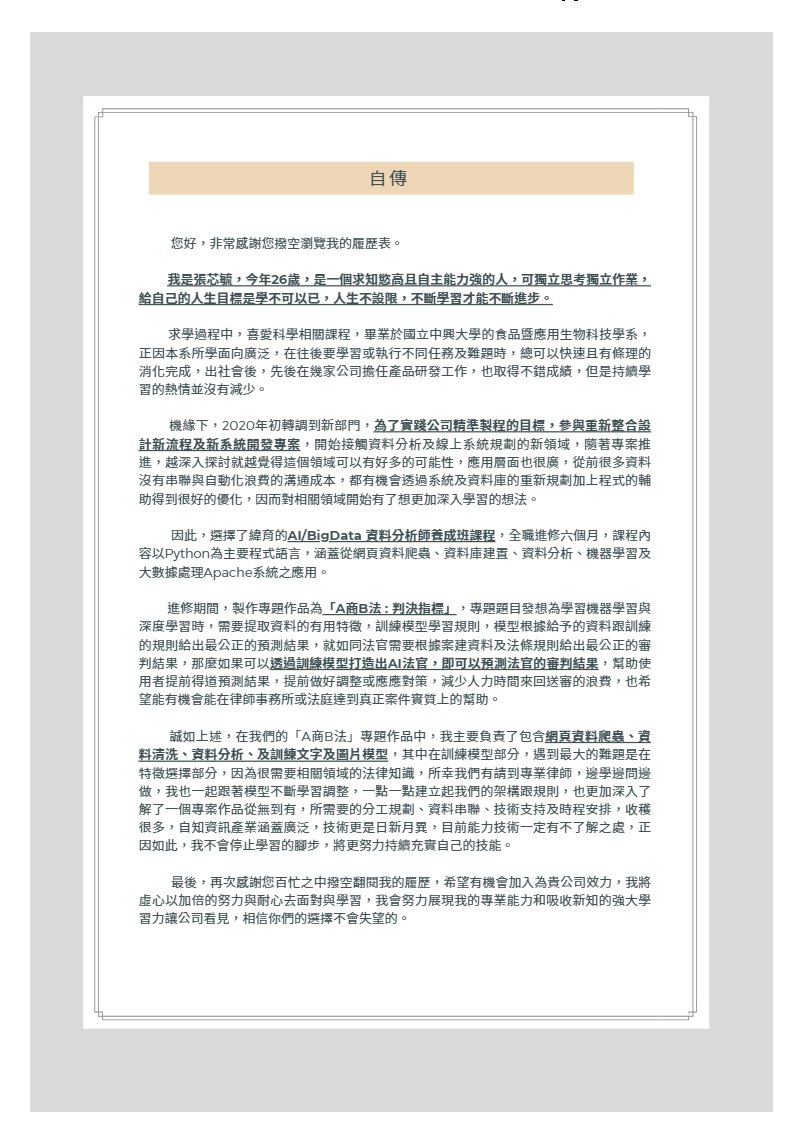 自傳
您好，非常感謝您撥空瀏覽我的履歷表。
我是張芯毓，今年26歲，是一個求知慾高且自主能力強的人，可獨立思考獨立作業，
給自己的人生目標是學不可以已，人生不設限，不斷學習才能不斷進步。
求學過程中，喜愛科學相關課程，畢業於國立中興大學的食品暨應用生物科技學系，
正因本系所學面向廣泛，在往後要學習或執行不同任務及難題時，總可以快速且有條理的
消化完成，出社會後，先後在幾家公司擔任產品研發工作，也取得不錯成績，但是持續學
習的熱情並沒有減少。
機緣下，2020年初轉調到新部門，為了實踐公司精準製程的目標，參與重新整合設
計新流程及新系統開發專案，開始接觸資料分析及線上系統規劃的新領域，隨著專案推
進，越深入探討就越覺得這個領域可以有好多的可能性，應用層面也很廣，從前很多資料
沒有串聯與自動化浪費的溝通成本，都有機會透過系統及資料庫的重新規劃加上程式的輔
助得到很好的優化，因而對相關領域開始有了想更加深入學習的想法。
因此，選擇了緯育的AI/BigData 資料分析師養成班課程，全職進修六個月，課程內
容以Python為主要程式語言，涵蓋從網頁資料爬蟲、資料庫建置、資料分析、機器學習及
大數據處理Apache系統之應用。
進修期間，製作專題作品為「A商B法 : 判決指標」，專題題目發想為學習機器學習與
深度學習時，需要提取資料的有用特徵，訓練模型學習規則，模型根據給予的資料跟訓練
的規則給出最公正的預測結果，就如同法官需要根據案建資料及法條規則給出最公正的審
判結果，那麼如果可以透過訓練模型打造出AI法官，即可以預測法官的審判結果，幫助使
用者提前得道預測結果，提前做好調整或應應對策，減少人力時間來回送審的浪費，也希
望能有機會能在律師事務所或法庭達到真正案件實質上的幫助。
誠如上述，在我們的「A商B法」專題作品中，我主要負責了包含網頁資料爬蟲、資
料清洗、資料分析、及訓練文字及圖片模型，其中在訓練模型部分，遇到最大的難題是在
特徵選擇部分，因為很需要相關領域的法律知識，所幸我們有請到專業律師，邊學邊問邊
做，我也一起跟著模型不斷學習調整，一點一點建立起我們的架構跟規則，也更加深入了
解了一個專案作品從無到有，所需要的分工規劃、資料串聯、技術支持及時程安排，收穫
很多，自知資訊產業涵蓋廣泛，技術更是日新月異，目前能力技術一定有不了解之處，正
因如此，我不會停止學習的腳步，將更努力持續充實自己的技能。
最後，再次感謝您百忙之中撥空翻閱我的履歷，希望有機會加入為貴公司效力，我將
虛心以加倍的努力與耐心去面對與學習，我會努力展現我的專業能力和吸收新知的強大學
習力讓公司看見，相信你們的選擇不會失望的。